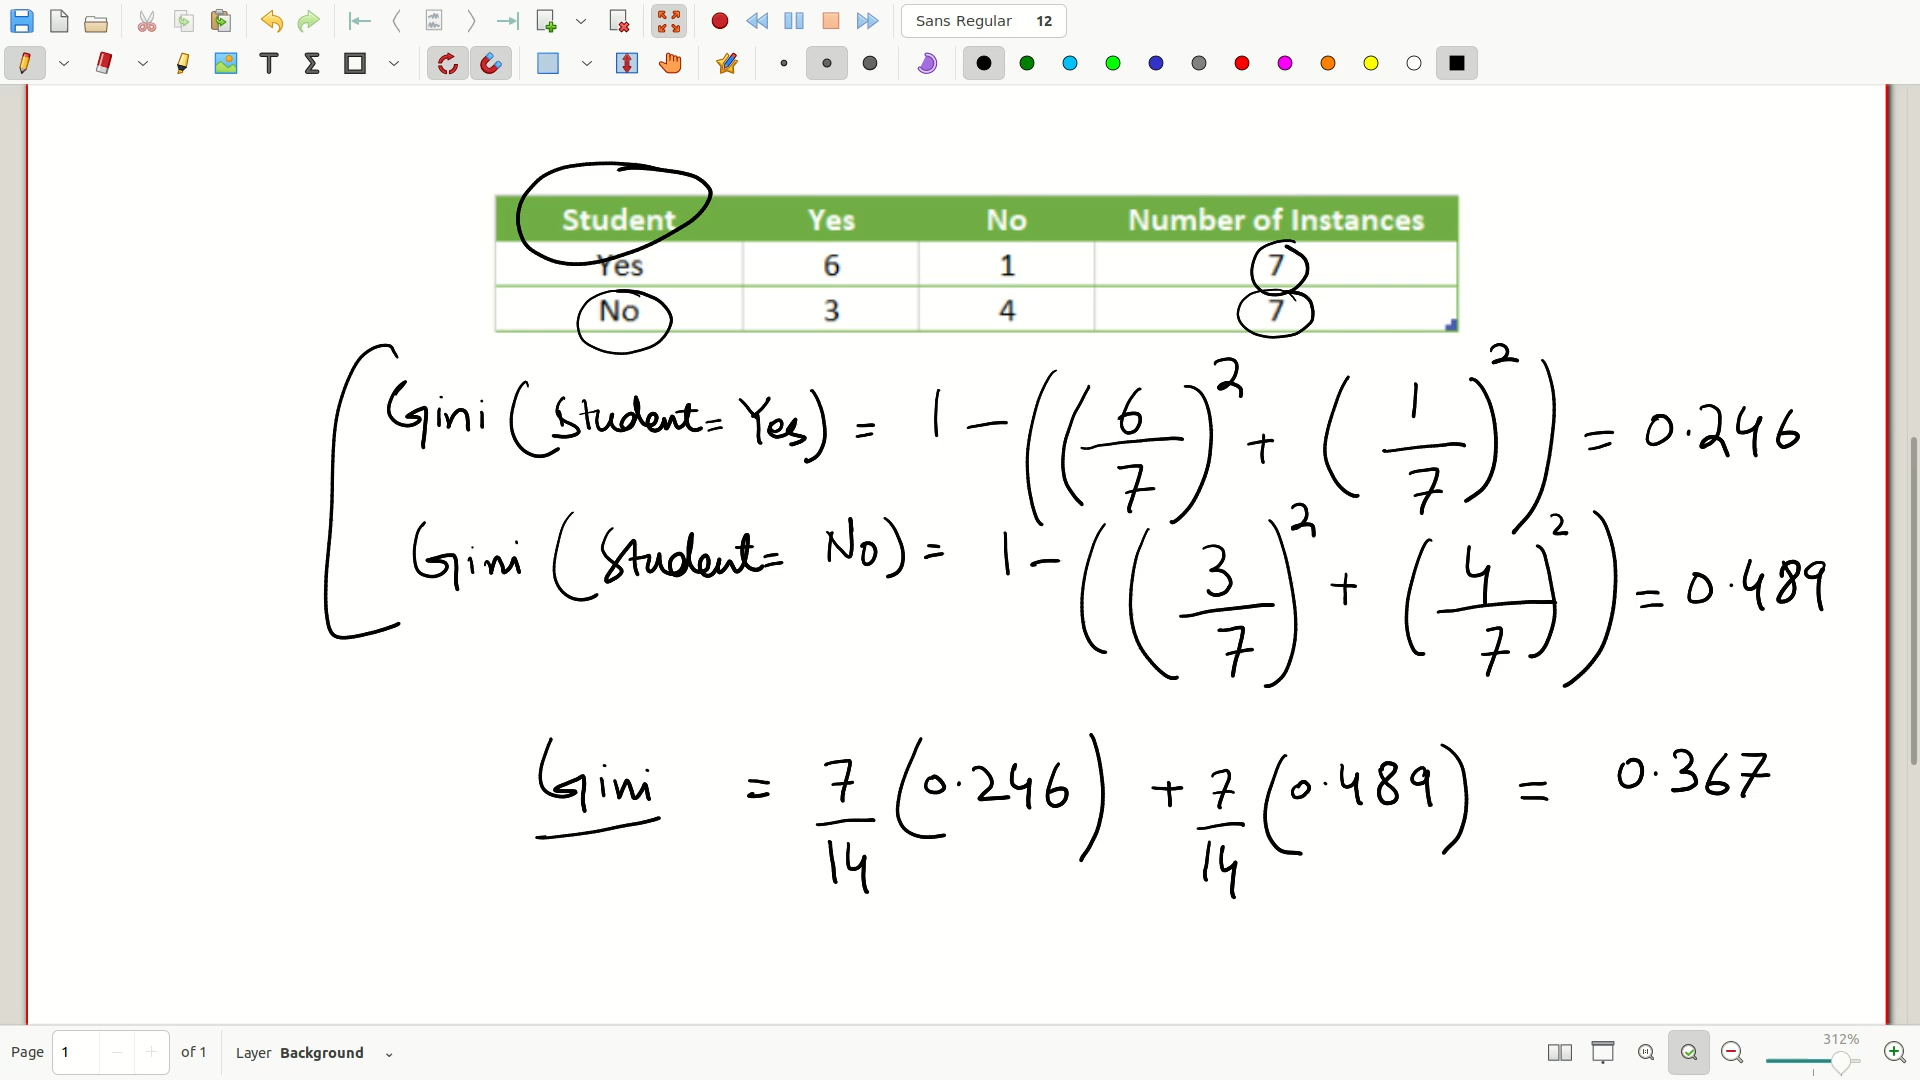 Sans Regular 12
Student Yes No Number of Instances
Yes 6 1 7
No 3 4 7
Gini (Student = Yes) = 1 - ((6/7)² + (1/7)²) = 0.246
Gini (Student = No) = 1 - ((3/7)² + (4/7)²) = 0.489
Gini = 7/14 (0.246) + 7/14 (0.489) = 0.367
Page 1 of 1 Layer Background 312%